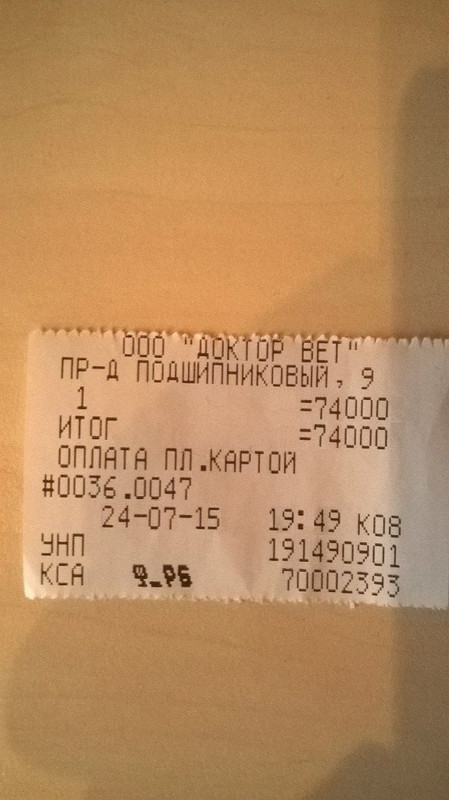 ООО "ДОКТОР ВЕТ"
ПР-Д ПОДШИПНИКОВЫЙ, 9
1 =74000
ИТОГ =74000
ОПЛАТА ПЛ.КАРТОЙ
#0036.0047
24-07-15 19:49 К08
УНП 191490901
КСА 70002393